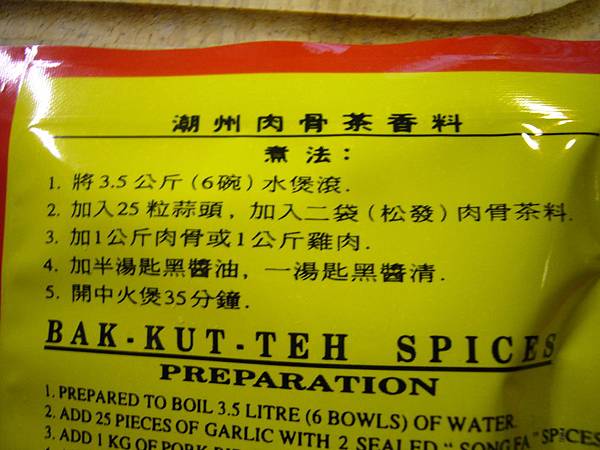 潮州肉骨茶香料
煮法：
1. 將3.5公斤(6碗)水煲滾.
2. 加入25粒蒜頭, 加入二袋(松發)肉骨茶料.
3. 加1公斤肉骨或1公斤雞肉.
4. 加半湯匙黑醬油, 一湯匙黑醬清.
5. 開中火煲35分鐘.
BAK-KUT-TEH SPICES
PREPARATION
1. PREPARED TO BOIL 3.5 LITRE (6 BOWLS) OF WATER.
2. ADD 25 PIECES OF GARLIC WITH 2 SEALED "SONG FA" SPICES
3. ADD 1 KG OF PORK